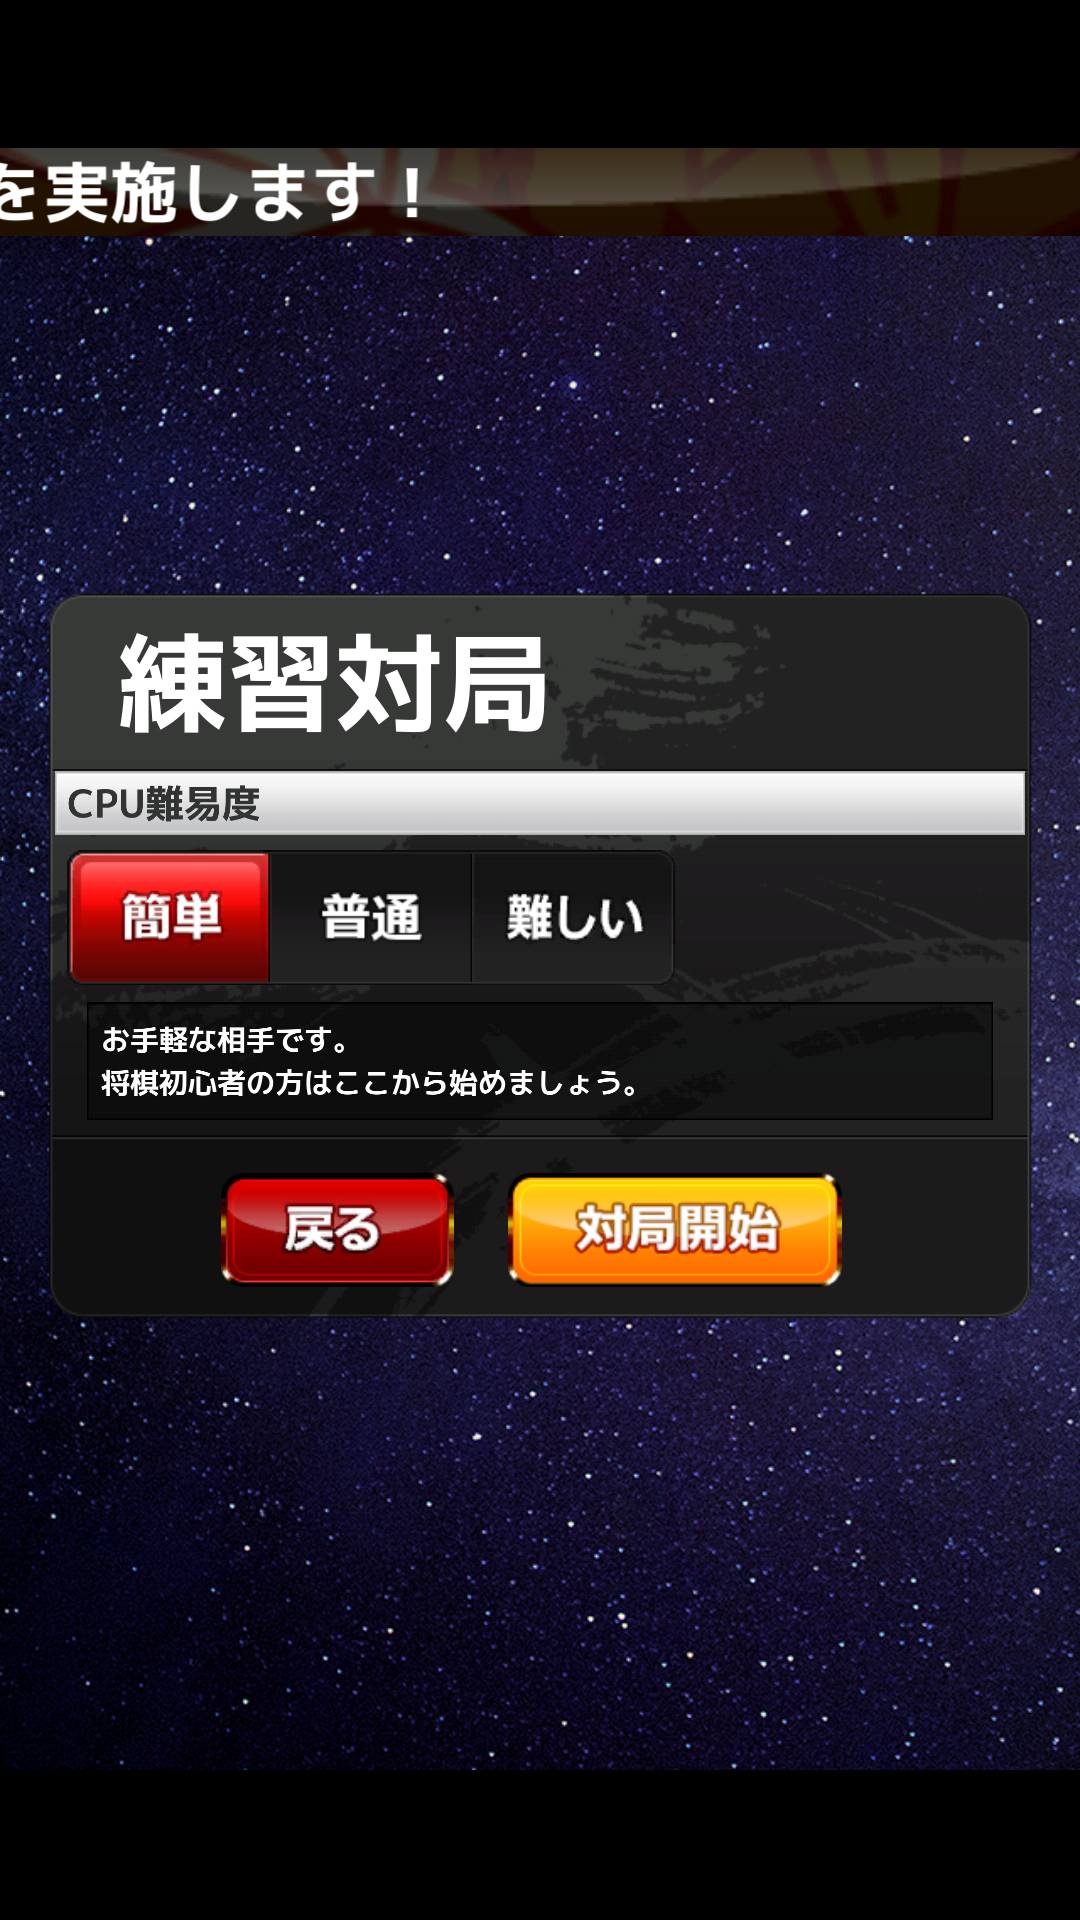 を実施します！
練習対局
CPU難易度
簡単 普通 難しい
お手軽な相手です。
将棋初心者の方はここから始めましょう。
戻る 対局開始